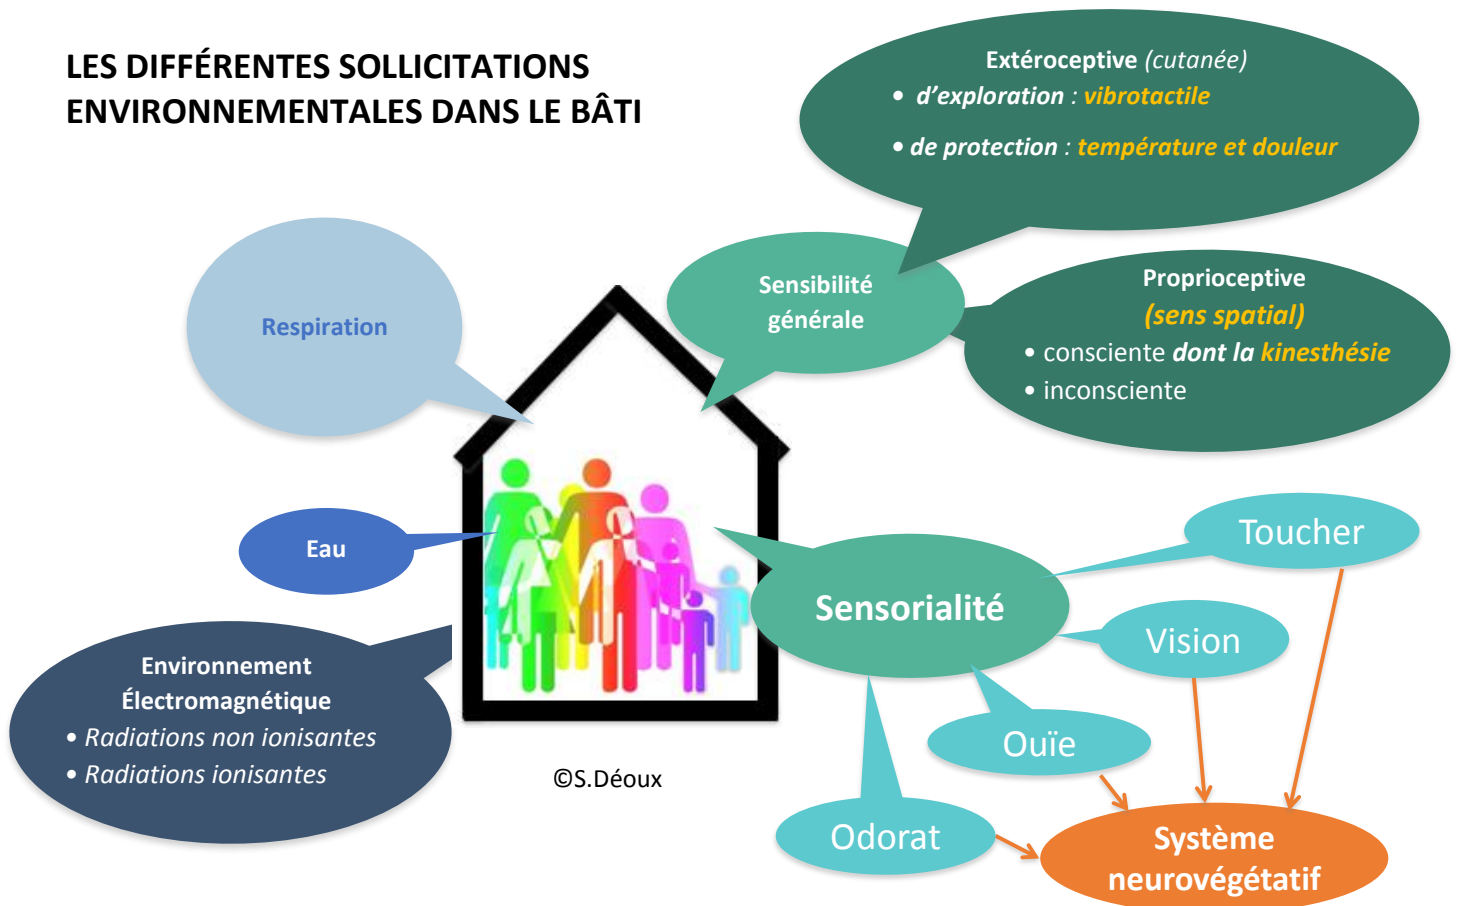 LES DIFFÉRENTES SOLLICITATIONS
ENVIRONNEMENTALES DANS LE BÂTI
Extéroceptive (cutanée)
• d’exploration : vibrotactile
• de protection : température et douleur
Respiration
Sensibilité
générale
Proprioceptive
(sens spatial)
• consciente dont la kinesthésie
• inconsciente
Eau
Toucher
Sensorialité
Vision
Environnement
Électromagnétique
• Radiations non ionisantes
• Radiations ionisantes
Ouïe
©S.Déoux
Odorat
Système
neurovégétatif